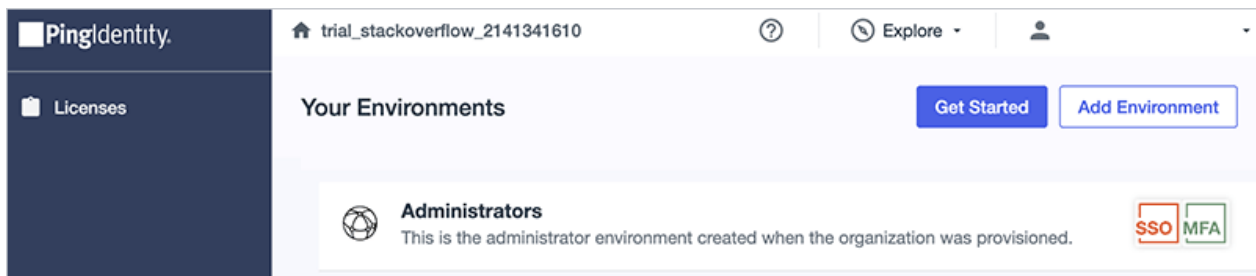 PingIdentity.
trial_stackoverflow_2141341610
Explore
Licenses
Your Environments
Get Started
Add Environment
Administrators
This is the administrator environment created when the organization was provisioned.
SSO MFA